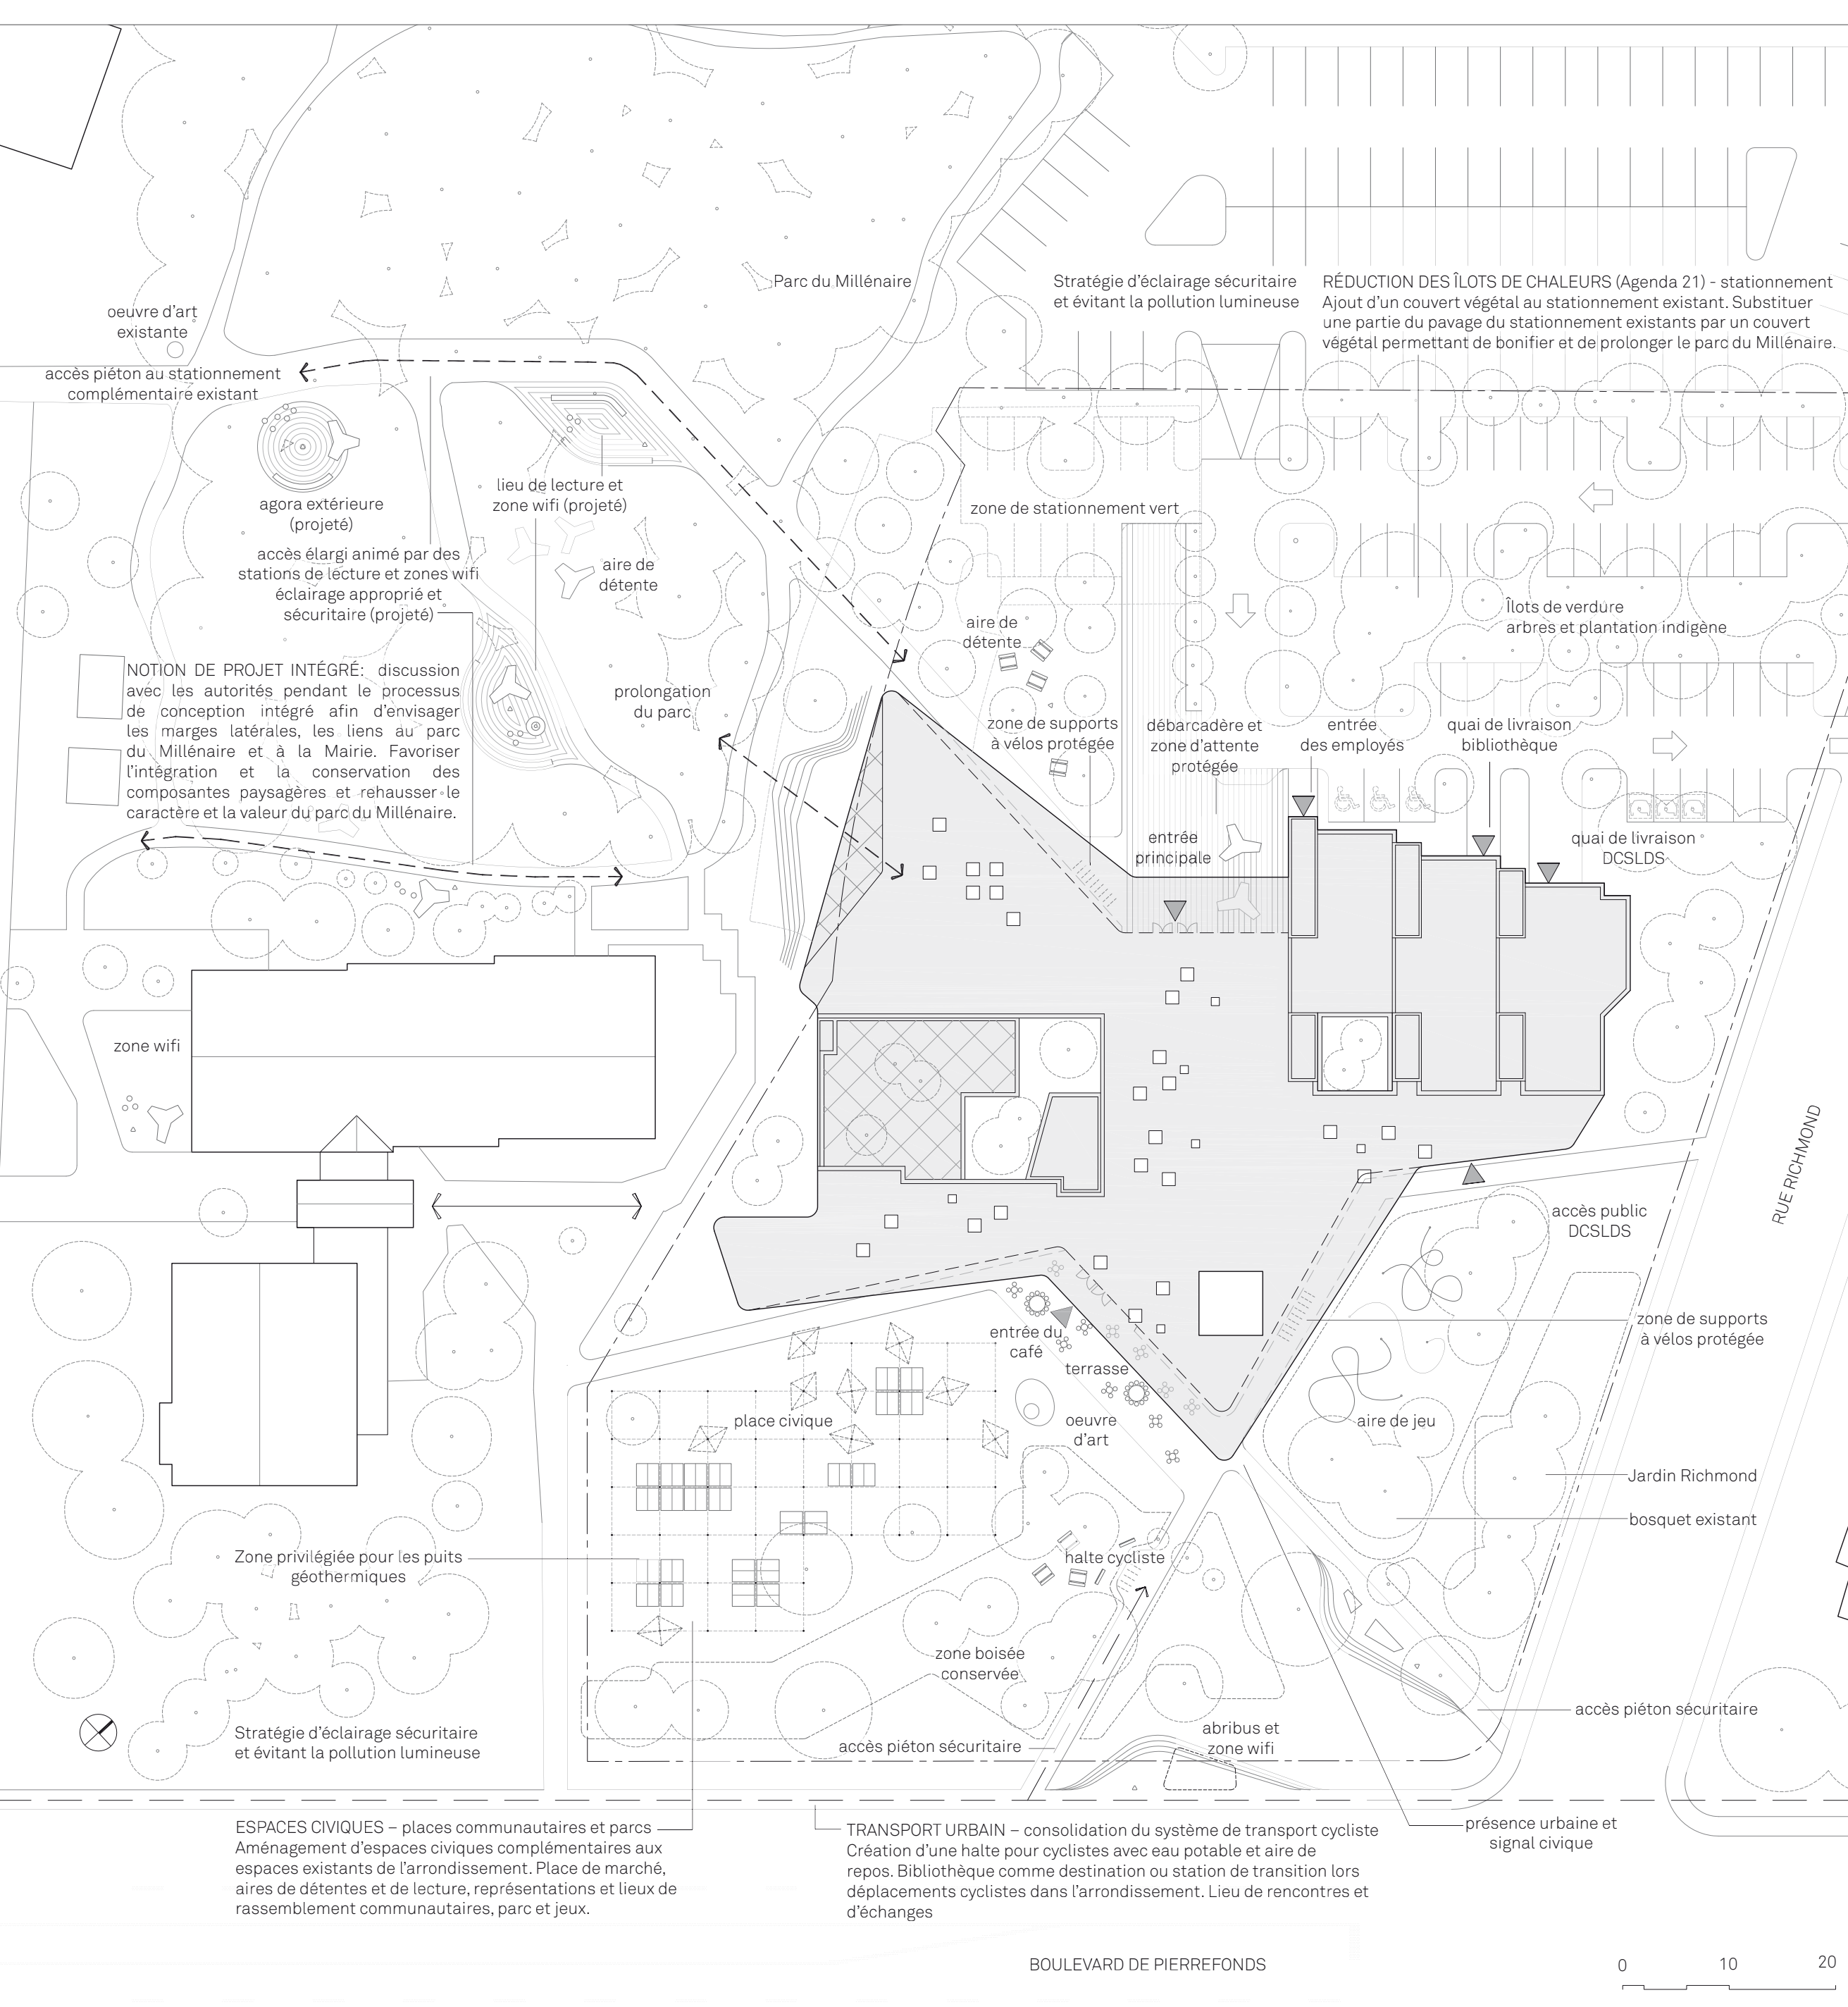 Parc du Millénaire
Stratégie d'éclairage sécuritaire
et évitant la pollution lumineuse
RÉDUCTION DES ÎLOTS DE CHALEURS (Agenda 21) - stationnement
Ajout d'un couvert végétal au stationnement existant. Substituer
une partie du pavage du stationnement existants par un couvert
végétal permettant de bonifier et de prolonger le parc du Millénaire.
oeuvre d'art
existante
accès piéton au stationnement
complémentaire existant
agora extérieure
(projeté)
lieu de lecture et
zone wifi (projeté)
zone de stationnement vert
accès élargi animé par des
stations de lecture et zones wifi
éclairage approprié et
sécuritaire (projeté)
aire de
détente
aire de
détente
Îlots de verdure
arbres et plantation indigène
NOTION DE PROJET INTÉGRÉ: discussion
avec les autorités pendant le processus
de conception intégré afin d'envisager
les marges latérales, les liens au parc
du Millénaire et à la Mairie. Favoriser
l'intégration et la conservation des
composantes paysagères et rehausser le
caractère et la valeur du parc du Millénaire.
prolongation
du parc
zone de supports
à vélos protégée
débarcadère et
zone d'attente
protégée
entrée
des employés
quai de livraison
bibliothèque
entrée
principale
quai de livraison
DCSLDS
zone wifi
RUE RICHMOND
accès public
DCSLDS
zone de supports
à vélos protégée
entrée du
café
terrasse
place civique
oeuvre
d'art
aire de jeu
Jardin Richmond
bosquet existant
Zone privilégiée pour les puits
géothermiques
halte cycliste
zone boisée
conservée
accès piéton sécuritaire
Stratégie d'éclairage sécuritaire
et évitant la pollution lumineuse
accès piéton sécuritaire
abribus et
zone wifi
ESPACES CIVIQUES – places communautaires et parcs
Aménagement d'espaces civiques complémentaires aux
espaces existants de l'arrondissement. Place de marché,
aires de détentes et de lecture, représentations et lieux de
rassemblement communautaires, parc et jeux.
TRANSPORT URBAIN – consolidation du système de transport cycliste
Création d'une halte pour cyclistes avec eau potable et aire de
repos. Bibliothèque comme destination ou station de transition lors
déplacements cyclistes dans l'arrondissement. Lieu de rencontres et
d'échanges
présence urbaine et
signal civique
BOULEVARD DE PIERREFONDS
0 10 20